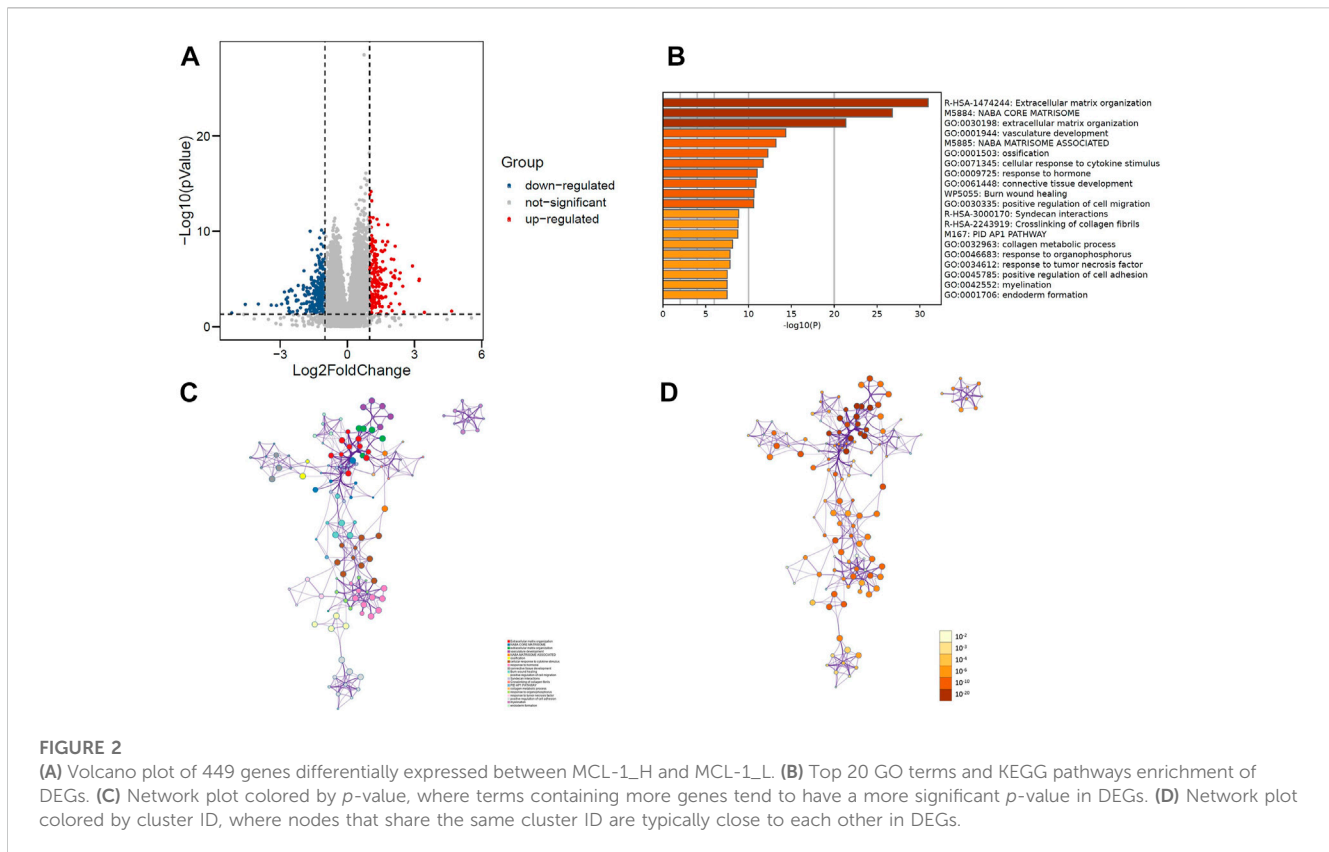 A
B
20
10
0
−Log10(pValue)
−3
0
3
6
Log2FoldChange
Group
down−regulated
not−significant
up−regulated
R-HSA-1474244: Extracellular matrix organization
M5884: NABA CORE MATRISOME
GO:0030198: extracellular matrix organization
GO:0001944: vasculature development
M5885: NABA MATRISOME ASSOCIATED
GO:0001503: ossification
GO:0071345: cellular response to cytokine stimulus
GO:0009725: response to hormone
GO:0061448: connective tissue development
WP5055: Burn wound healing
GO:0030335: positive regulation of cell migration
R-HSA-3000170: Syndecan interactions
R-HSA-2243919: Crosslinking of collagen fibrils
M167: PID AP1 PATHWAY
GO:0032963: collagen metabolic process
GO:0046683: response to organophosphorus
GO:0034612: response to tumor necrosis factor
GO:0045785: positive regulation of cell adhesion
GO:0042552: myelination
GO:0001706: endoderm formation
0 5 10 15 20 25 30
-log10(P)
C
D
10-2
10-3
10-4
10-6
10-10
10-20
FIGURE 2
(A) Volcano plot of 449 genes differentially expressed between MCL-1_H and MCL-1_L. (B) Top 20 GO terms and KEGG pathways enrichment of
DEGs. (C) Network plot colored by p-value, where terms containing more genes tend to have a more significant p-value in DEGs. (D) Network plot
colored by cluster ID, where nodes that share the same cluster ID are typically close to each other in DEGs.